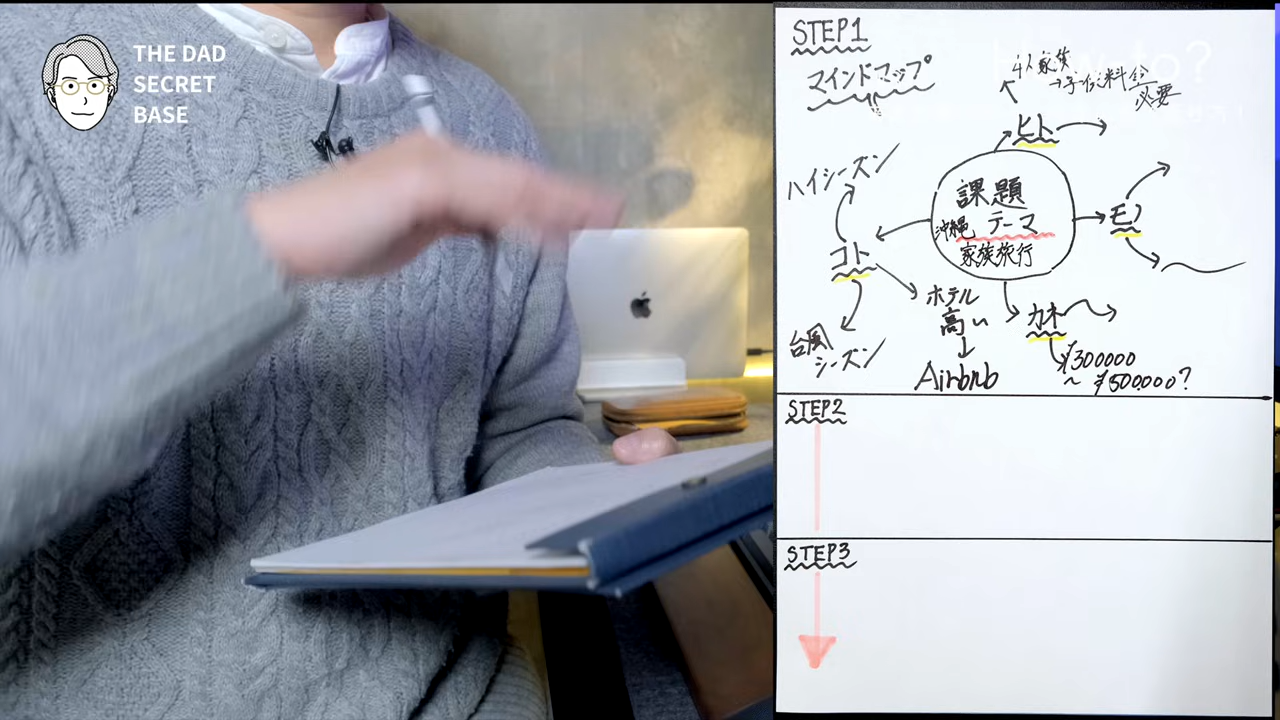 THE DAD
SECRET
BASE
STEP1
マインドマップ
4人家族
→子供料金
必要
ヒト
ハイシーズン
課題
テーマ
沖縄
家族旅行
モノ
コト
ホテル
高い
Airbnb
カネ
¥300000
~ ¥500000?
台風
シーズン
STEP2
STEP3